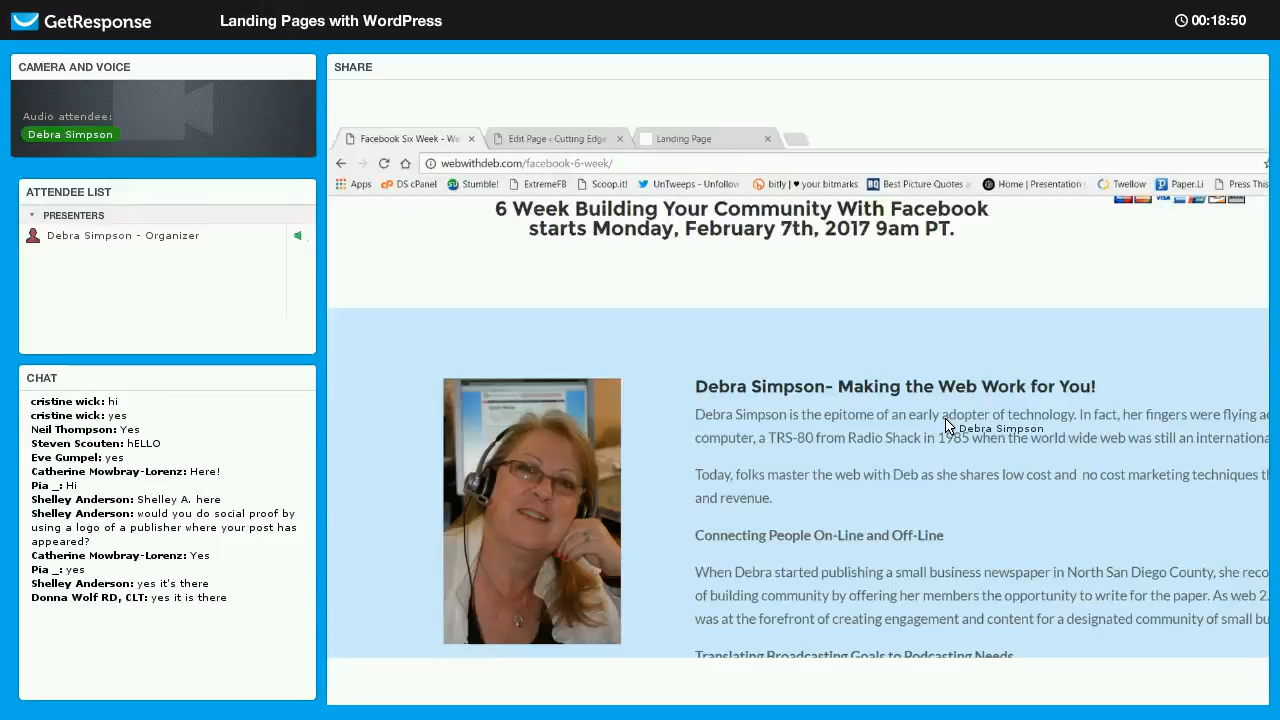 GetResponse
Landing Pages with WordPress
00:18:50
CAMERA AND VOICE
Audio attendee:
Debra Simpson
ATTENDEE LIST
PRESENTERS
Debra Simpson - Organizer
CHAT
cristine wick: hi
cristine wick: yes
Neil Thompson: Yes
Steven Scouten: hELLO
Eve Gumpel: yes
Catherine Mowbray-Lorenz: Here!
Pia _: Hi
Shelley Anderson: Shelley A. here
Shelley Anderson: would you do social proof by
using a logo of a publisher where your post has
appeared?
Catherine Mowbray-Lorenz: Yes
Pia _: yes
Shelley Anderson: yes it's there
Donna Wolf RD, CLT: yes it is there
SHARE
Facebook Six Week - We
Edit Page ‹ Cutting Edge
Landing Page
webwithdeb.com/facebook-6-week/
Apps DS cPanel Stumble! ExtremeFB Scoop.it! UnTweeps - Unfollow bitly | ♥ your bitmarks BQ Best Picture Quotes a Home | Presentation Twellow Paper.Li Press This
6 Week Building Your Community With Facebook
starts Monday, February 7th, 2017 9am PT.
Debra Simpson- Making the Web Work for You!
Debra Simpson is the epitome of an early adopter of technology. In fact, her fingers were flying ac
Debra Simpson
computer, a TRS-80 from Radio Shack in 1985 when the world wide web was still an internationa
Today, folks master the web with Deb as she shares low cost and no cost marketing techniques th
and revenue.
Connecting People On-Line and Off-Line
When Debra started publishing a small business newspaper in North San Diego County, she reco
of building community by offering her members the opportunity to write for the paper. As web 2.
was at the forefront of creating engagement and content for a designated community of small bu
Translating Broadcasting Goals to Podcasting Needs